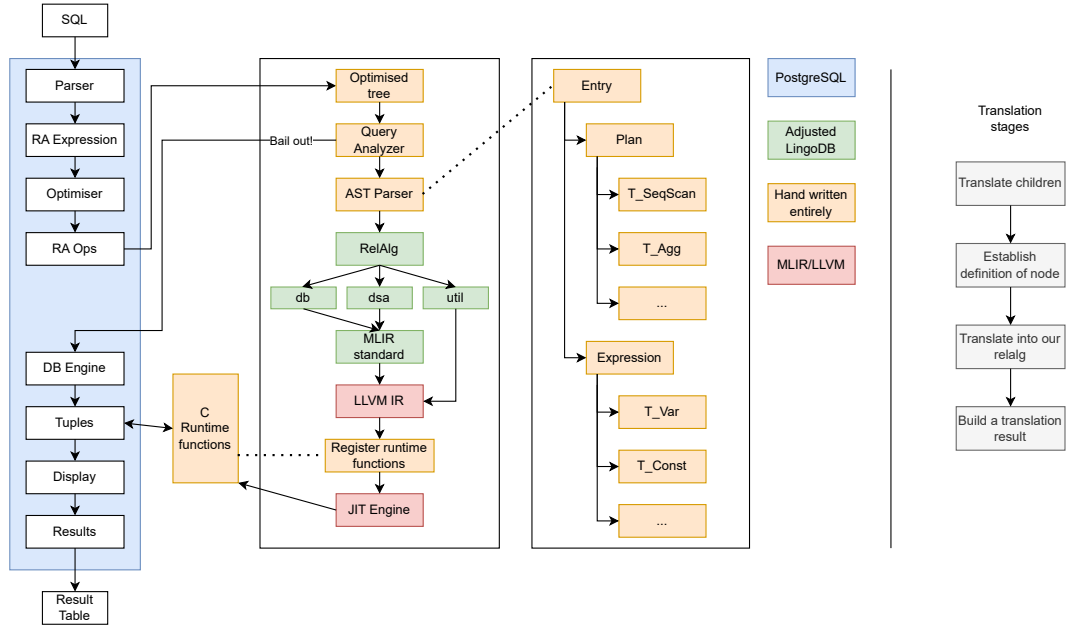 SQL
Parser
RA Expression
Optimiser
RA Ops
DB Engine
Tuples
Display
Results
Result
Table
C
Runtime
functions
Bail out!
Optimised
tree
Query
Analyzer
AST Parser
RelAlg
db
dsa
util
MLIR
standard
LLVM IR
Register runtime
functions
JIT Engine
Entry
Plan
T_SeqScan
T_Agg
...
Expression
T_Var
T_Const
...
PostgreSQL
Adjusted
LingoDB
Hand written
entirely
MLIR/LLVM
Translation
stages
Translate children
Establish
definition of node
Translate into our
relalg
Build a translation
result